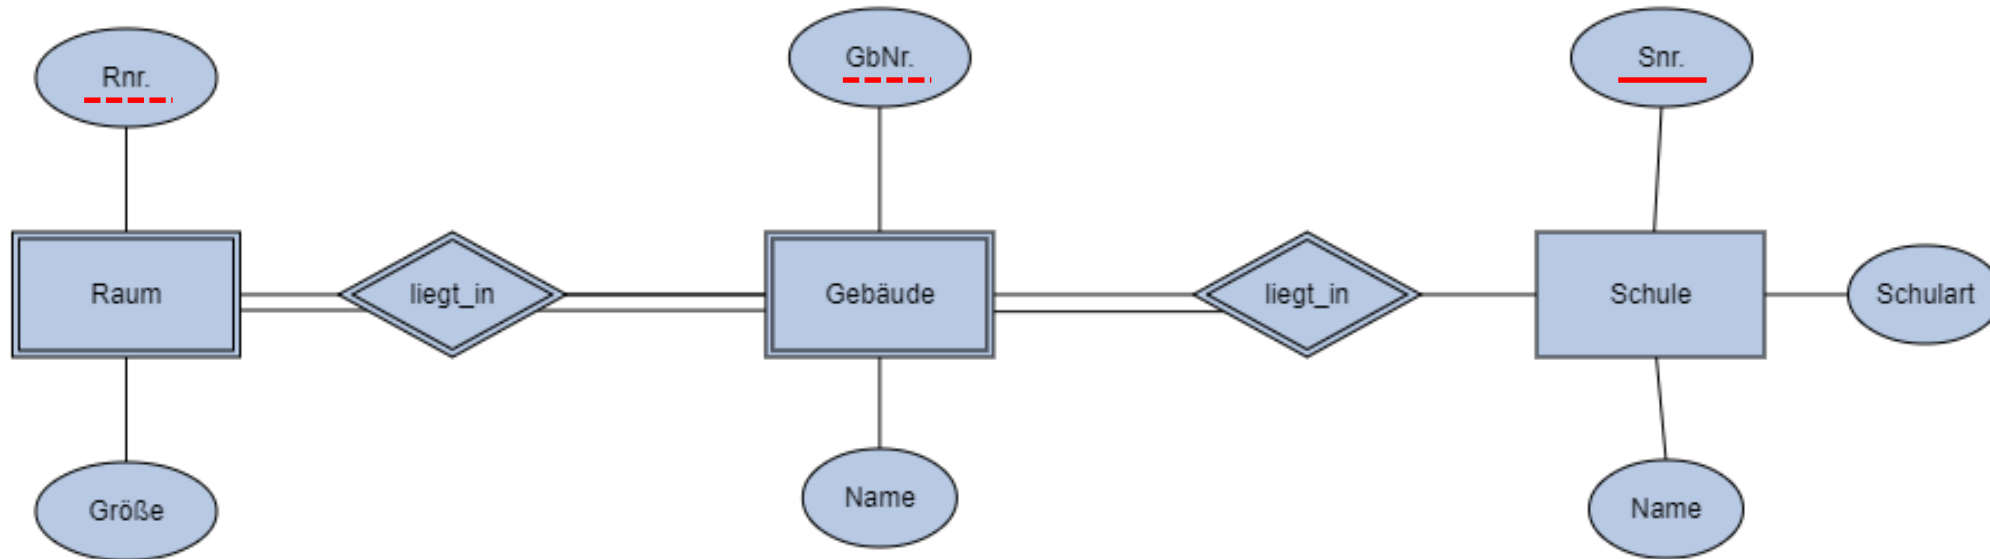 Rnr.
GbNr.
Snr.
Raum
liegt_in
Gebäude
liegt_in
Schule
Schulart
Größe
Name
Name